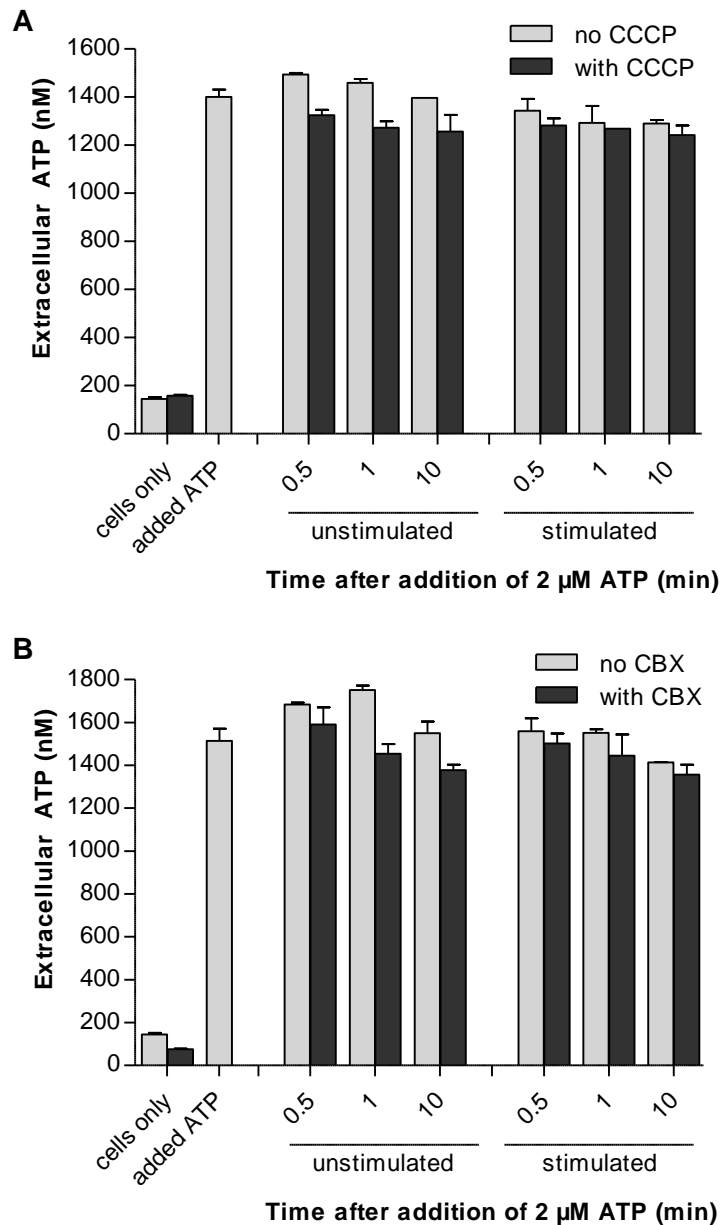 A
no CCCP
with CCCP
Extracellular ATP (nM)
1600
1400
1200
1000
800
600
400
200
0
cells only
added ATP
0.5
1
10
0.5
1
10
unstimulated
stimulated
Time after addition of 2 µM ATP (min)
B
no CBX
with CBX
Extracellular ATP (nM)
1800
1600
1400
1200
1000
800
600
400
200
0
cells only
added ATP
0.5
1
10
0.5
1
10
unstimulated
stimulated
Time after addition of 2 µM ATP (min)